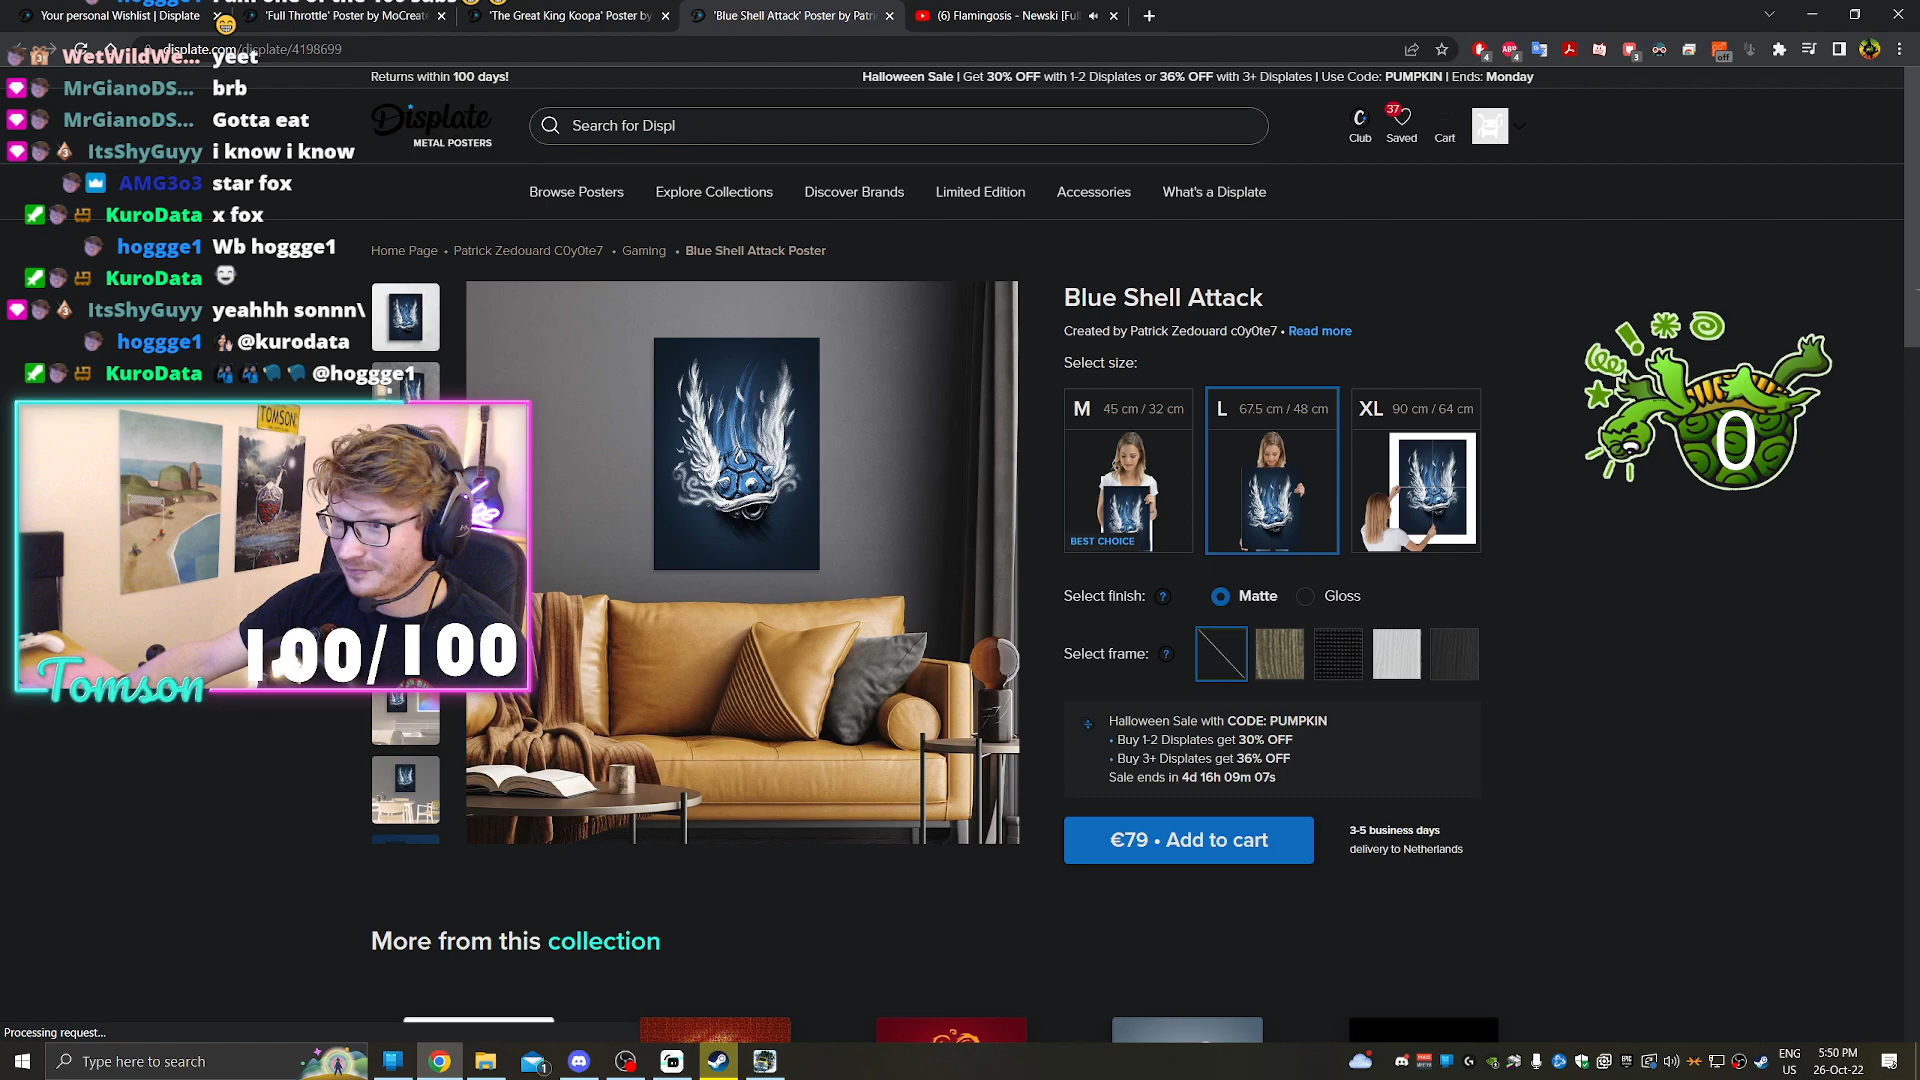 Your personal Wishlist | Displate
'Full Throttle' Poster by MoCreate
'The Great King Koopa' Poster by
'Blue Shell Attack' Poster by Patri
(6) Flamingosis - Newski [Full
displate.com/displate/4198699
WetWildWe... yeet
MrGianoDS... brb
MrGianoDS... Gotta eat
ItsShyGuyy i know i know
AMG3o3 star fox
KuroData x fox
hoggge1 Wb hoggge1
KuroData
ItsShyGuyy yeahhh sonnn\
hoggge1 @kurodata
KuroData @hoggge1
TOMSON
100/100
Tomson
Returns within 100 days!
Halloween Sale | Get 30% OFF with 1-2 Displates or 36% OFF with 3+ Displates | Use Code: PUMPKIN | Ends: Monday
Displate
METAL POSTERS
Search for Displ
Club
37
Saved
Cart
Browse Posters
Explore Collections
Discover Brands
Limited Edition
Accessories
What's a Displate
Home Page • Patrick Zedouard C0y0te7 • Gaming • Blue Shell Attack Poster
Blue Shell Attack
Created by Patrick Zedouard c0y0te7 • Read more
Select size:
M 45 cm / 32 cm
BEST CHOICE
L 67.5 cm / 48 cm
XL 90 cm / 64 cm
0
Select finish: ? Matte Gloss
Select frame: ?
Halloween Sale with CODE: PUMPKIN
• Buy 1-2 Displates get 30% OFF
• Buy 3+ Displates get 36% OFF
Sale ends in 4d 16h 09m 07s
€79 • Add to cart
3-5 business days
delivery to Netherlands
More from this collection
Processing request...
Type here to search
ENG
US
5:50 PM
26-Oct-22